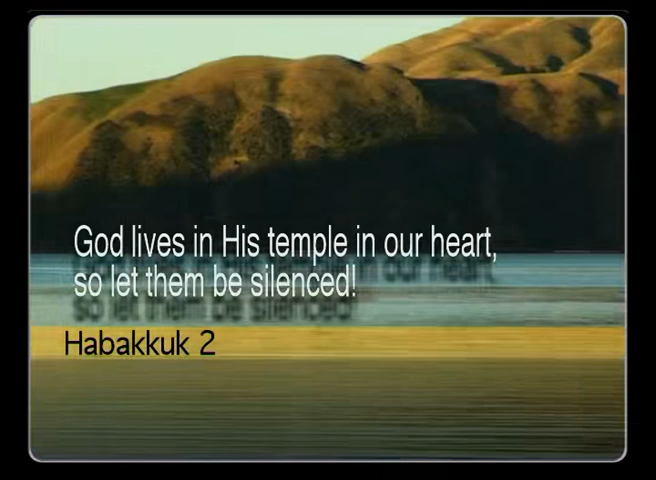 God lives in His temple in our heart,
so let them be silenced!
Habakkuk 2